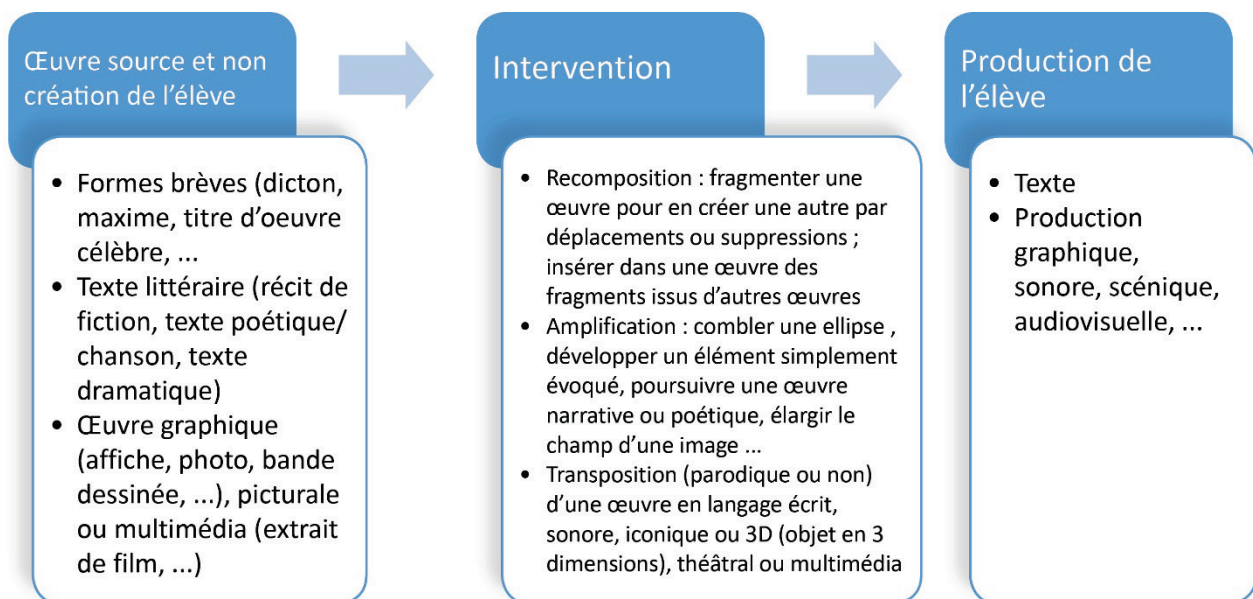 Œuvre source et non
création de l'élève
• Formes brèves (dicton,
maxime, titre d'oeuvre
célèbre, ...
• Texte littéraire (récit de
fiction, texte poétique/
chanson, texte
dramatique)
• Œuvre graphique
(affiche, photo, bande
dessinée, ...), picturale
ou multimédia (extrait
de film, ...)
Intervention
• Recomposition : fragmenter une
œuvre pour en créer une autre par
déplacements ou suppressions ;
insérer dans une œuvre des
fragments issus d'autres œuvres
• Amplification : combler une ellipse ,
développer un élément simplement
évoqué, poursuivre une œuvre
narrative ou poétique, élargir le
champ d'une image ...
• Transposition (parodique ou non)
d'une œuvre en langage écrit,
sonore, iconique ou 3D (objet en 3
dimensions), théâtral ou multimédia
Production de
l'élève
• Texte
• Production
graphique,
sonore, scénique,
audiovisuelle, ...